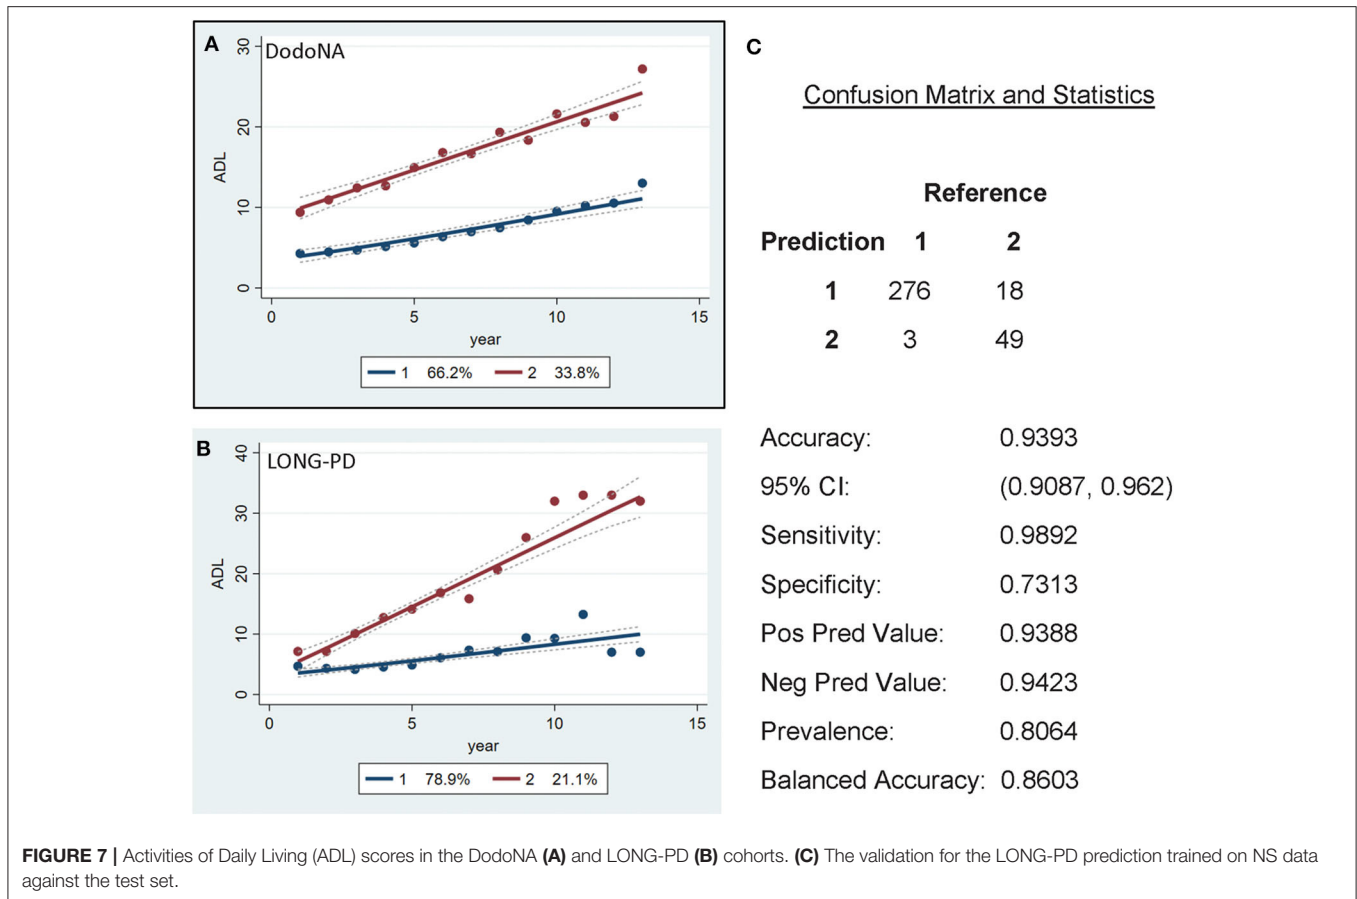 A
DodoNA
30
20
10
0
ADL
0 5 10 15
year
1 66.2% 2 33.8%
B
LONG-PD
40
30
20
10
0
ADL
0 5 10 15
year
1 78.9% 2 21.1%
C
Confusion Matrix and Statistics
Reference
Prediction 1 2
1 276 18
2 3 49
Accuracy: 0.9393
95% CI: (0.9087, 0.962)
Sensitivity: 0.9892
Specificity: 0.7313
Pos Pred Value: 0.9388
Neg Pred Value: 0.9423
Prevalence: 0.8064
Balanced Accuracy: 0.8603
FIGURE 7 | Activities of Daily Living (ADL) scores in the DodoNA (A) and LONG-PD (B) cohorts. (C) The validation for the LONG-PD prediction trained on NS data
against the test set.